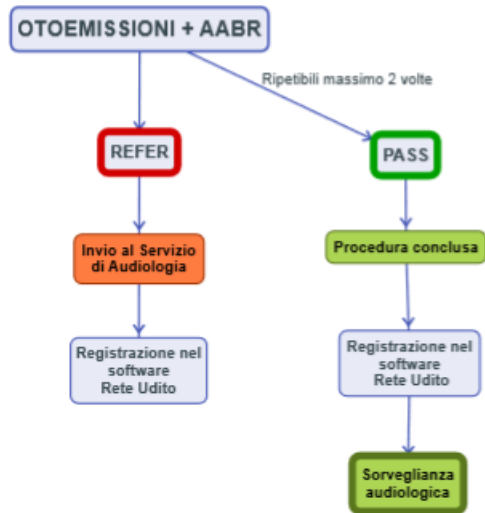 OTOEMISSIONI + AABR
Ripetibili massimo 2 volte
REFER
PASS
Invio al Servizio
di Audiologia
Procedura conclusa
Registrazione nel
software
Rete Udito
Registrazione nel
software
Rete Udito
Sorveglianza
audiologica